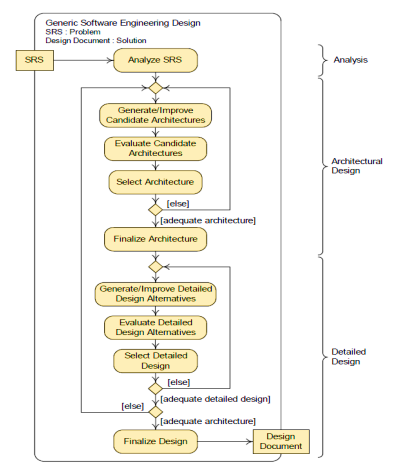 Generic Software Engineering Design
SRS : Problem
Design Document : Solution
SRS
Analyze SRS
Analysis
Generate/Improve
Candidate Architectures
Evaluate Candidate
Architectures
Select Architecture
Architectural
Design
[else]
[adequate architecture]
Finalize Architecture
Generate/Improve Detailed
Design Alternatives
Evaluate Detailed
Design Alternatives
Select Detailed
Design
Detailed
Design
[else]
[adequate detailed design]
[else]
[adequate architecture]
Finalize Design
Design
Document